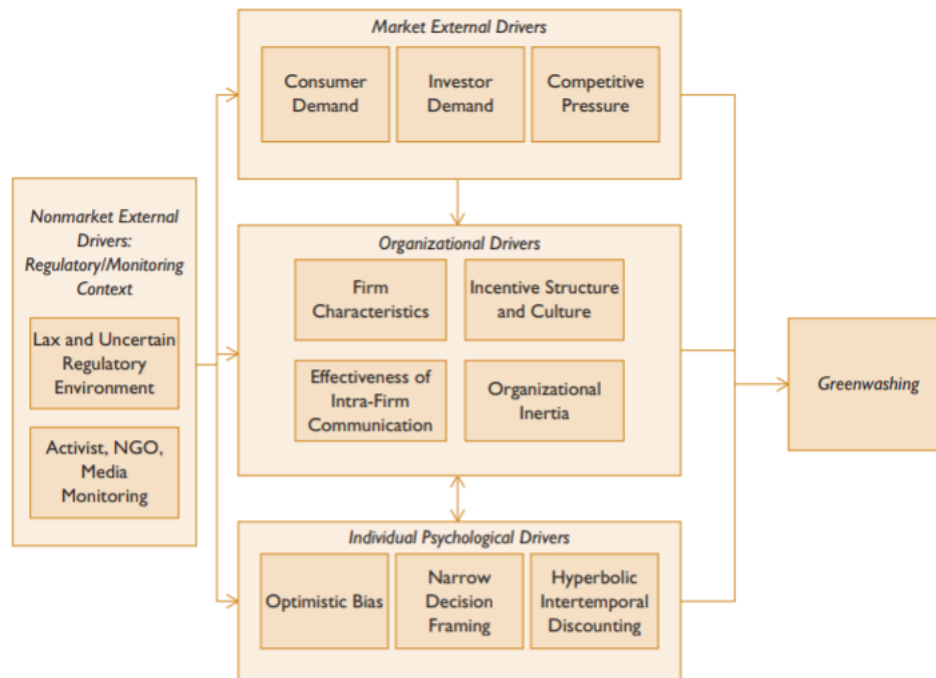 Market External Drivers
Consumer
Demand
Investor
Demand
Competitive
Pressure
Nonmarket External
Drivers:
Regulatory/Monitoring
Context
Lax and Uncertain
Regulatory
Environment
Activist, NGO,
Media
Monitoring
Organizational Drivers
Firm
Characteristics
Incentive Structure
and Culture
Effectiveness of
Intra-Firm
Communication
Organizational
Inertia
Individual Psychological Drivers
Optimistic Bias
Narrow
Decision
Framing
Hyperbolic
Intertemporal
Discounting
Greenwashing